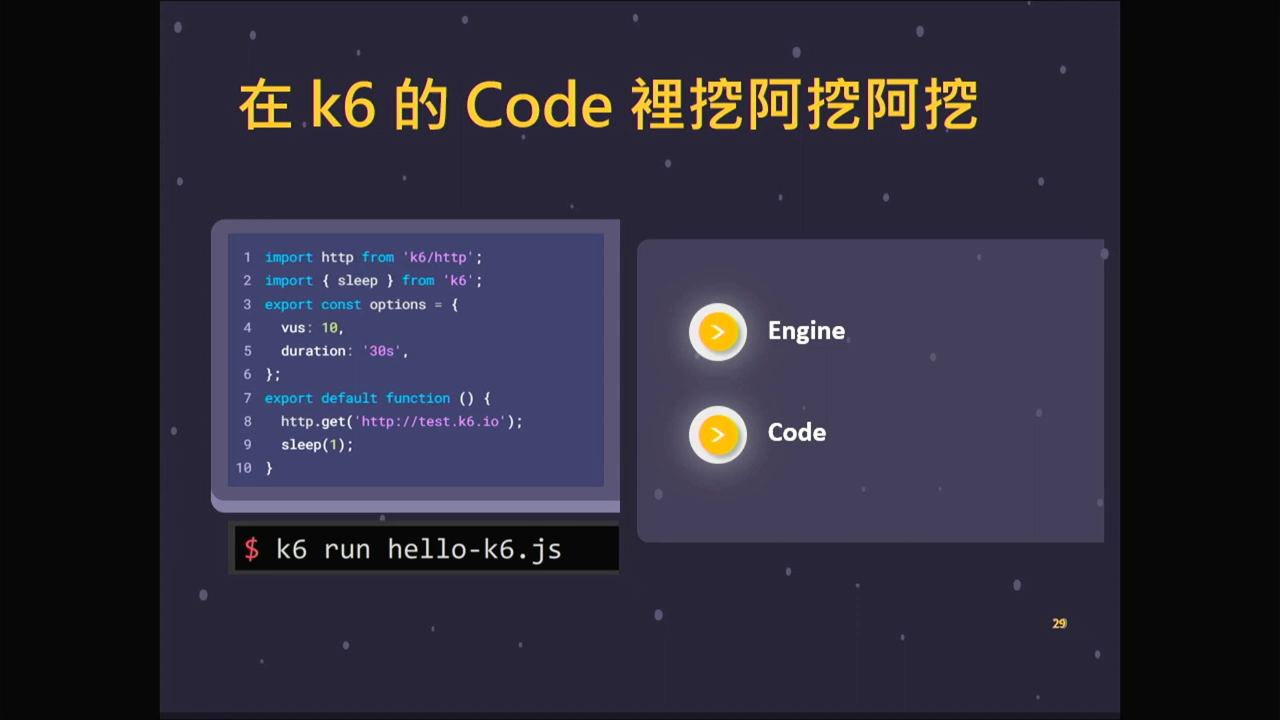 在 k6 的 Code 裡挖阿挖阿挖
1 import http from 'k6/http';
2 import { sleep } from 'k6';
3 export const options = {
4 vus: 10,
5 duration: '30s',
6 };
7 export default function () {
8 http.get('http://test.k6.io');
9 sleep(1);
10 }
$ k6 run hello-k6.js
Engine
Code
29